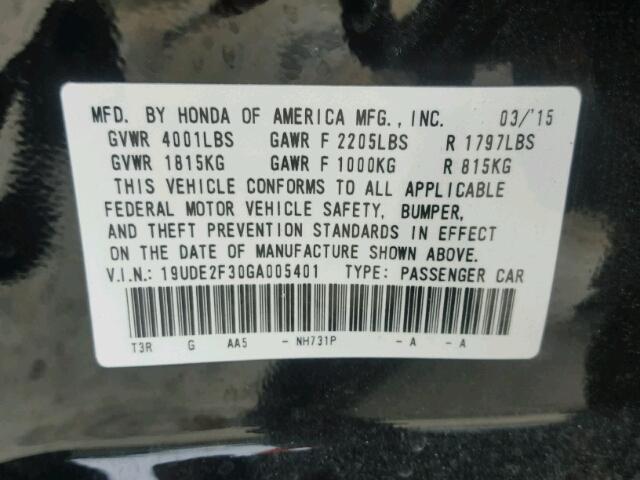 MFD. BY HONDA OF AMERICA MFG., INC. 03/'15
GVWR 4001LBS GAWR F 2205LBS R 1797LBS
GVWR 1815KG GAWR F 1000KG R 815KG
THIS VEHICLE CONFORMS TO ALL APPLICABLE
FEDERAL MOTOR VEHICLE SAFETY, BUMPER,
AND THEFT PREVENTION STANDARDS IN EFFECT
ON THE DATE OF MANUFACTURE SHOWN ABOVE.
V.I.N.: 19UDE2F30GA005401 TYPE: PASSENGER CAR
T3R G AA5 - NH731P - A - A